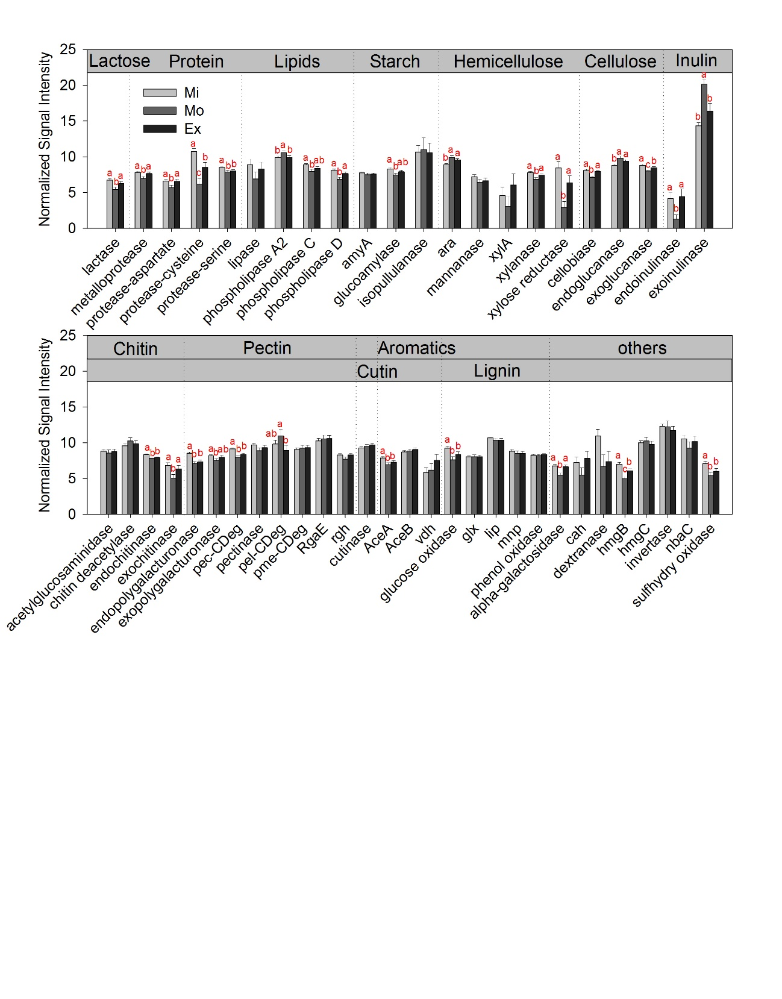 25
Lactose Protein Lipids Starch Hemicellulose Cellulose Inulin
20
15
10
5
0
Normalized Signal Intensity
Mi
Mo
Ex
a b a
a b a
a b a
a c b
a b b
b a b
a b ab
a b a
a b ab
b a a
a b a
a b a
a b a
b a a
a c b
a b a
b a b
lactase
metalloprotease
protease-aspartate
protease-cysteine
protease-serine
lipase
phospholipase A2
phospholipase C
phospholipase D
amyA
glucoamylase
isopullulanase
ara
mannanase
xylA
xylanase
xylose reductase
cellobiase
endoglucanase
exoglucanase
endoinulinase
exoinulinase
25
Chitin Pectin Aromatics others
20
Cutin Lignin
15
10
5
0
Normalized Signal Intensity
a b b
a b a
a b b
a b ab
a b b
ab a b
a b b
a b b
a b a
a c b
a b b
acetylglucosaminidase
chitin deacetylase
endochitinase
exochitinase
endopolygalacturonase
exopolygalacturonase
pec-CDeg
pectinase
pel-CDeg
pme-CDeg
RgaE
rgh
cutinase
AceA
AceB
vdh
glucose oxidase
glx
lip
mnp
phenol oxidase
alpha-galactosidase
cah
dextranase
hmgB
hmgC
invertase
nbaC
sulfhydry oxidase